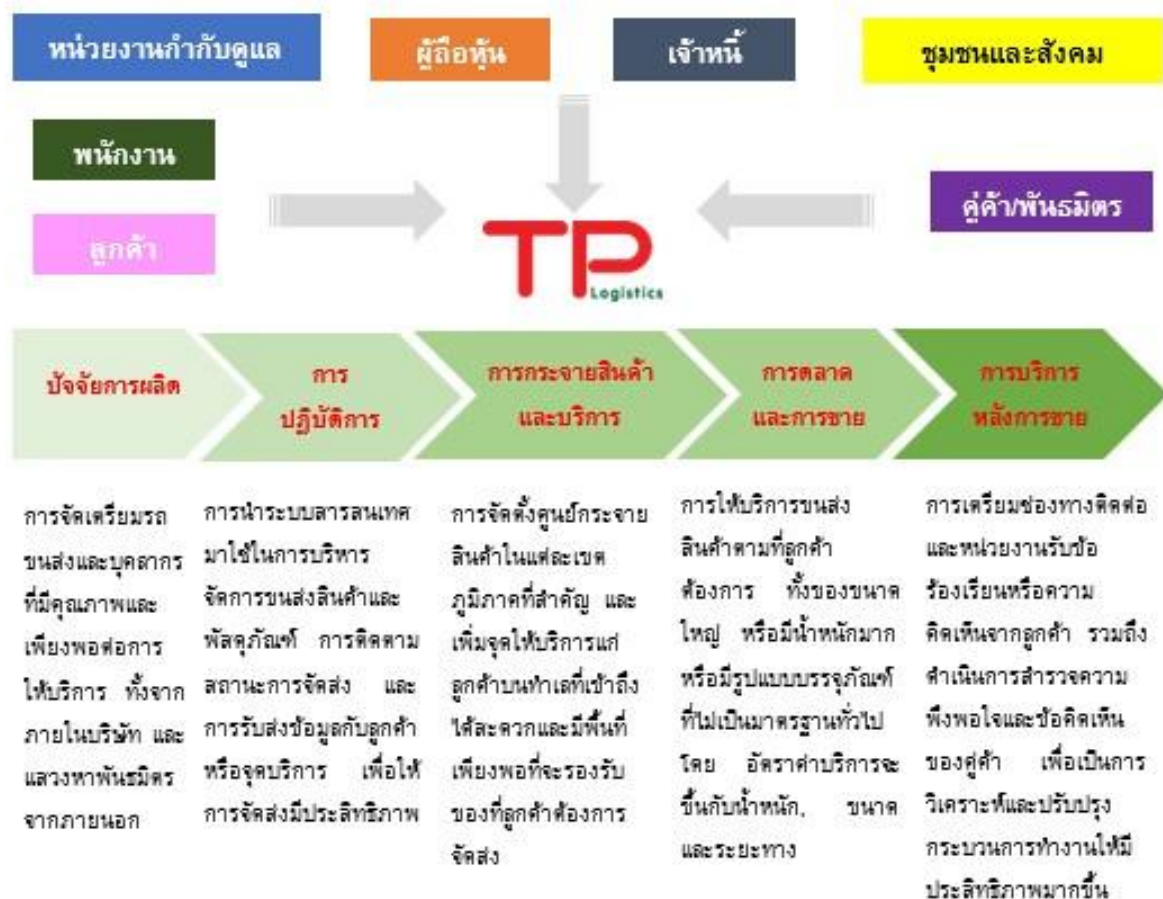 หน่วยงานกำกับดูแล
ผู้ถือหุ้น
เจ้าหนี้
ชุมชนและสังคม
พนักงาน
ลูกค้า
คู่ค้า/พันธมิตร
TP
Logistics
ปัจจัยการผลิต
การ
ปฏิบัติการ
การกระจายสินค้า
และบริการ
การตลาด
และการขาย
การบริการ
หลังการขาย
การจัดเตรียมรถ
ขนส่งและบุคลากร
ที่มีคุณภาพและ
เพียงพอต่อการ
ให้บริการ ทั้งจาก
ภายในบริษัท และ
แสวงหาพันธมิตร
จากภายนอก
การนำระบบสารสนเทศ
มาใช้ในการบริหาร
จัดการขนส่งสินค้าและ
พัสดุภัณฑ์ การติดตาม
สถานะการจัดส่ง และ
การรับส่งข้อมูลกับลูกค้า
หรือจุดบริการ เพื่อให้
การจัดส่งมีประสิทธิภาพ
การจัดตั้งศูนย์กระจาย
สินค้าในแต่ละเขต
ภูมิภาคที่สำคัญ และ
เพิ่มจุดให้บริการแก่
ลูกค้าบนทำเลที่เข้าถึง
ได้สะดวกและมีพื้นที่
เพียงพอที่จะรองรับ
ของที่ลูกค้าต้องการ
จัดส่ง
การให้บริการขนส่ง
สินค้าตามที่ลูกค้า
ต้องการ ทั้งของขนาด
ใหญ่ หรือมีน้ำหนักมาก
หรือมีรูปแบบบรรจุภัณฑ์
ที่ไม่เป็นมาตรฐานทั่วไป
โดย อัตราค่าบริการจะ
ขึ้นกับน้ำหนัก, ขนาด
และระยะทาง
การเตรียมช่องทางติดต่อ
และหน่วยงานรับข้อ
ร้องเรียนหรือความ
คิดเห็นจากลูกค้า รวมถึง
ดำเนินการสำรวจความ
พึงพอใจและข้อคิดเห็น
ของคู่ค้า เพื่อเป็นการ
วิเคราะห์และปรับปรุง
กระบวนการทำงานให้มี
ประสิทธิภาพมากขึ้น